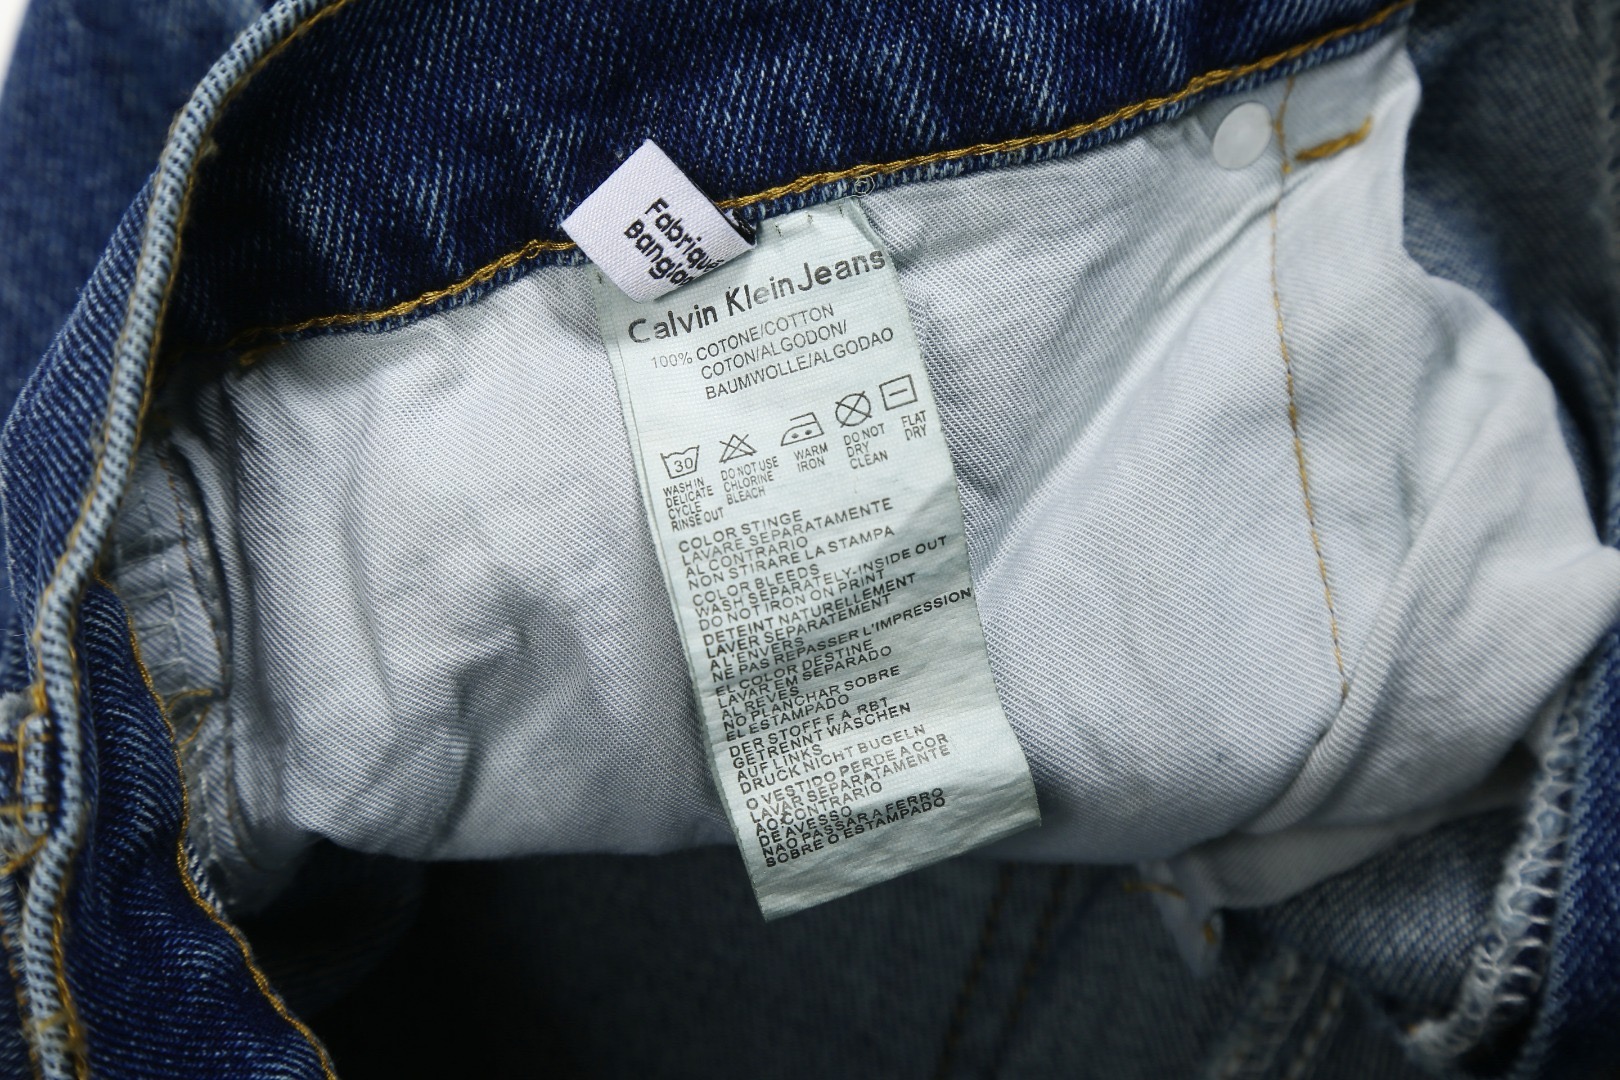 Fabriqu
Bangla
Calvin Klein Jeans
100% COTONE/COTTON
COTON/ALGODON/
BAUMWOLLE/ALGODAO
30
WASH IN
DELICATE
CYCLE
RINSE OUT
DO NOT USE
CHLORINE
BLEACH
WARM
IRON
DO NOT
DRY
CLEAN
FLAT
DRY
COLOR STINGE
LAVARE SEPARATAMENTE
AL CONTRARIO
NON STIRARE LA STAMPA
COLOR BLEEDS
WASH SEPARATELY-INSIDE OUT
DO NOT IRON ON PRINT
DETEINT NATURELLEMENT
LAVER SEPARATEMENT
AL'ENVERS
NE PAS REPASSER L'IMPRESSION
EL COLOR DESTINE
LAVAR EM SEPARADO
AL REVES
NO PLANCHAR SOBRE
EL ESTAMPADO
DER STOFF F A RBT
GETRENNT WASCHEN
AUF LINKS
DRUCK NICHT BUGELN
O VESTIDO PERDE A COR
LAVAR SEPARATAMENTE
AO CONTRARIO
DE AVESSO
NAO PASSAR A FERRO
SOBRE O ESTAMPADO